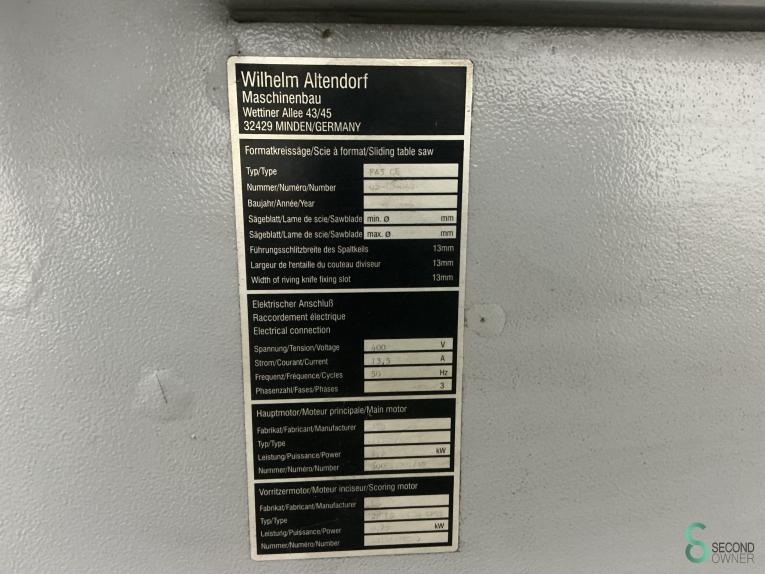 Wilhelm Altendorf
Maschinenbau
Wettiner Allee 43/45
32429 MINDEN/GERMANY
Formatkreissäge/Scie à format/Sliding table saw
Typ/Type F45 CE
Nummer/Numéro/Number
Baujahr/Année/Year
Sägeblatt/Lame de scie/Sawblade min. ø mm
Sägeblatt/Lame de scie/Sawblade max. ø mm
Führungsschlitzbreite des Spaltkeils 13mm
Largeur de l'entaille du couteau diviseur 13mm
Width of riving knife fixing slot 13mm
Elektrischer Anschluß
Raccordement électrique
Electrical connection
Spannung/Tension/Voltage 400 V
Strom/Courant/Current 13,5 A
Frequenz/Fréquence/Cycles 50 Hz
Phasenzahl/Fases/Phases 3
Hauptmotor/Moteur principale/Main motor
Fabrikat/Fabricant/Manufacturer
Typ/Type
Leistung/Puissance/Power kW
Nummer/Numéro/Number
Vorritzermotor/Moteur inciseur/Scoring motor
Fabrikat/Fabricant/Manufacturer
Typ/Type
Leistung/Puissance/Power kW
Nummer/Numéro/Number
SECOND
OWNER